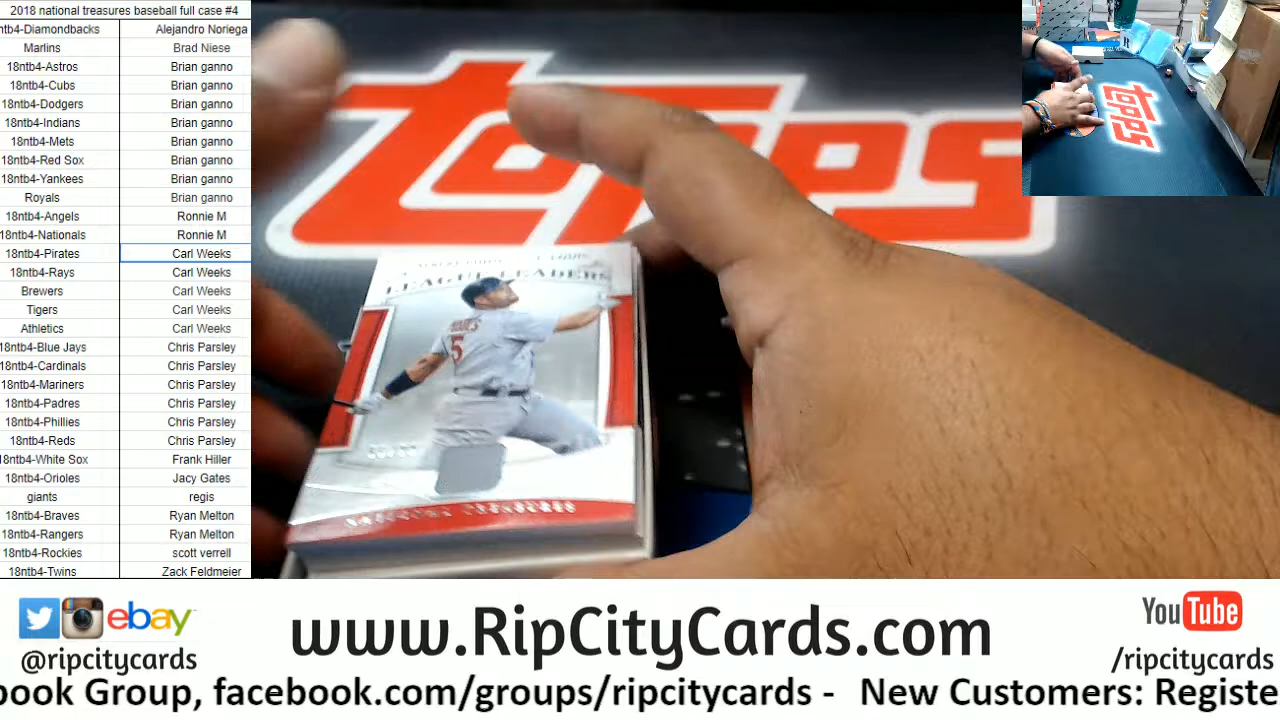 2018 national treasures baseball full case #4
ntb4-Diamondbacks Alejandro Noriega
Marlins Brad Niese
18ntb4-Astros Brian ganno
18ntb4-Cubs Brian ganno
18ntb4-Dodgers Brian ganno
18ntb4-Indians Brian ganno
18ntb4-Mets Brian ganno
18ntb4-Red Sox Brian ganno
18ntb4-Yankees Brian ganno
Royals Brian ganno
18ntb4-Angels Ronnie M
18ntb4-Nationals Ronnie M
18ntb4-Pirates Carl Weeks
18ntb4-Rays Carl Weeks
Brewers Carl Weeks
Tigers Carl Weeks
Athletics Carl Weeks
18ntb4-Blue Jays Chris Parsley
18ntb4-Cardinals Chris Parsley
18ntb4-Mariners Chris Parsley
18ntb4-Padres Chris Parsley
18ntb4-Phillies Chris Parsley
18ntb4-Reds Chris Parsley
18ntb4-White Sox Frank Hiller
18ntb4-Orioles Jacy Gates
giants regis
18ntb4-Braves Ryan Melton
18ntb4-Rangers Ryan Melton
18ntb4-Rockies scott verrell
18ntb4-Twins Zack Feldmeier
topps
topps
LEAGUE LEADERS
5
NATIONAL TREASURES
ebay
@ripcitycards
www.RipCityCards.com
YouTube
/ripcitycards
book Group, facebook.com/groups/ripcitycards - New Customers: Registe